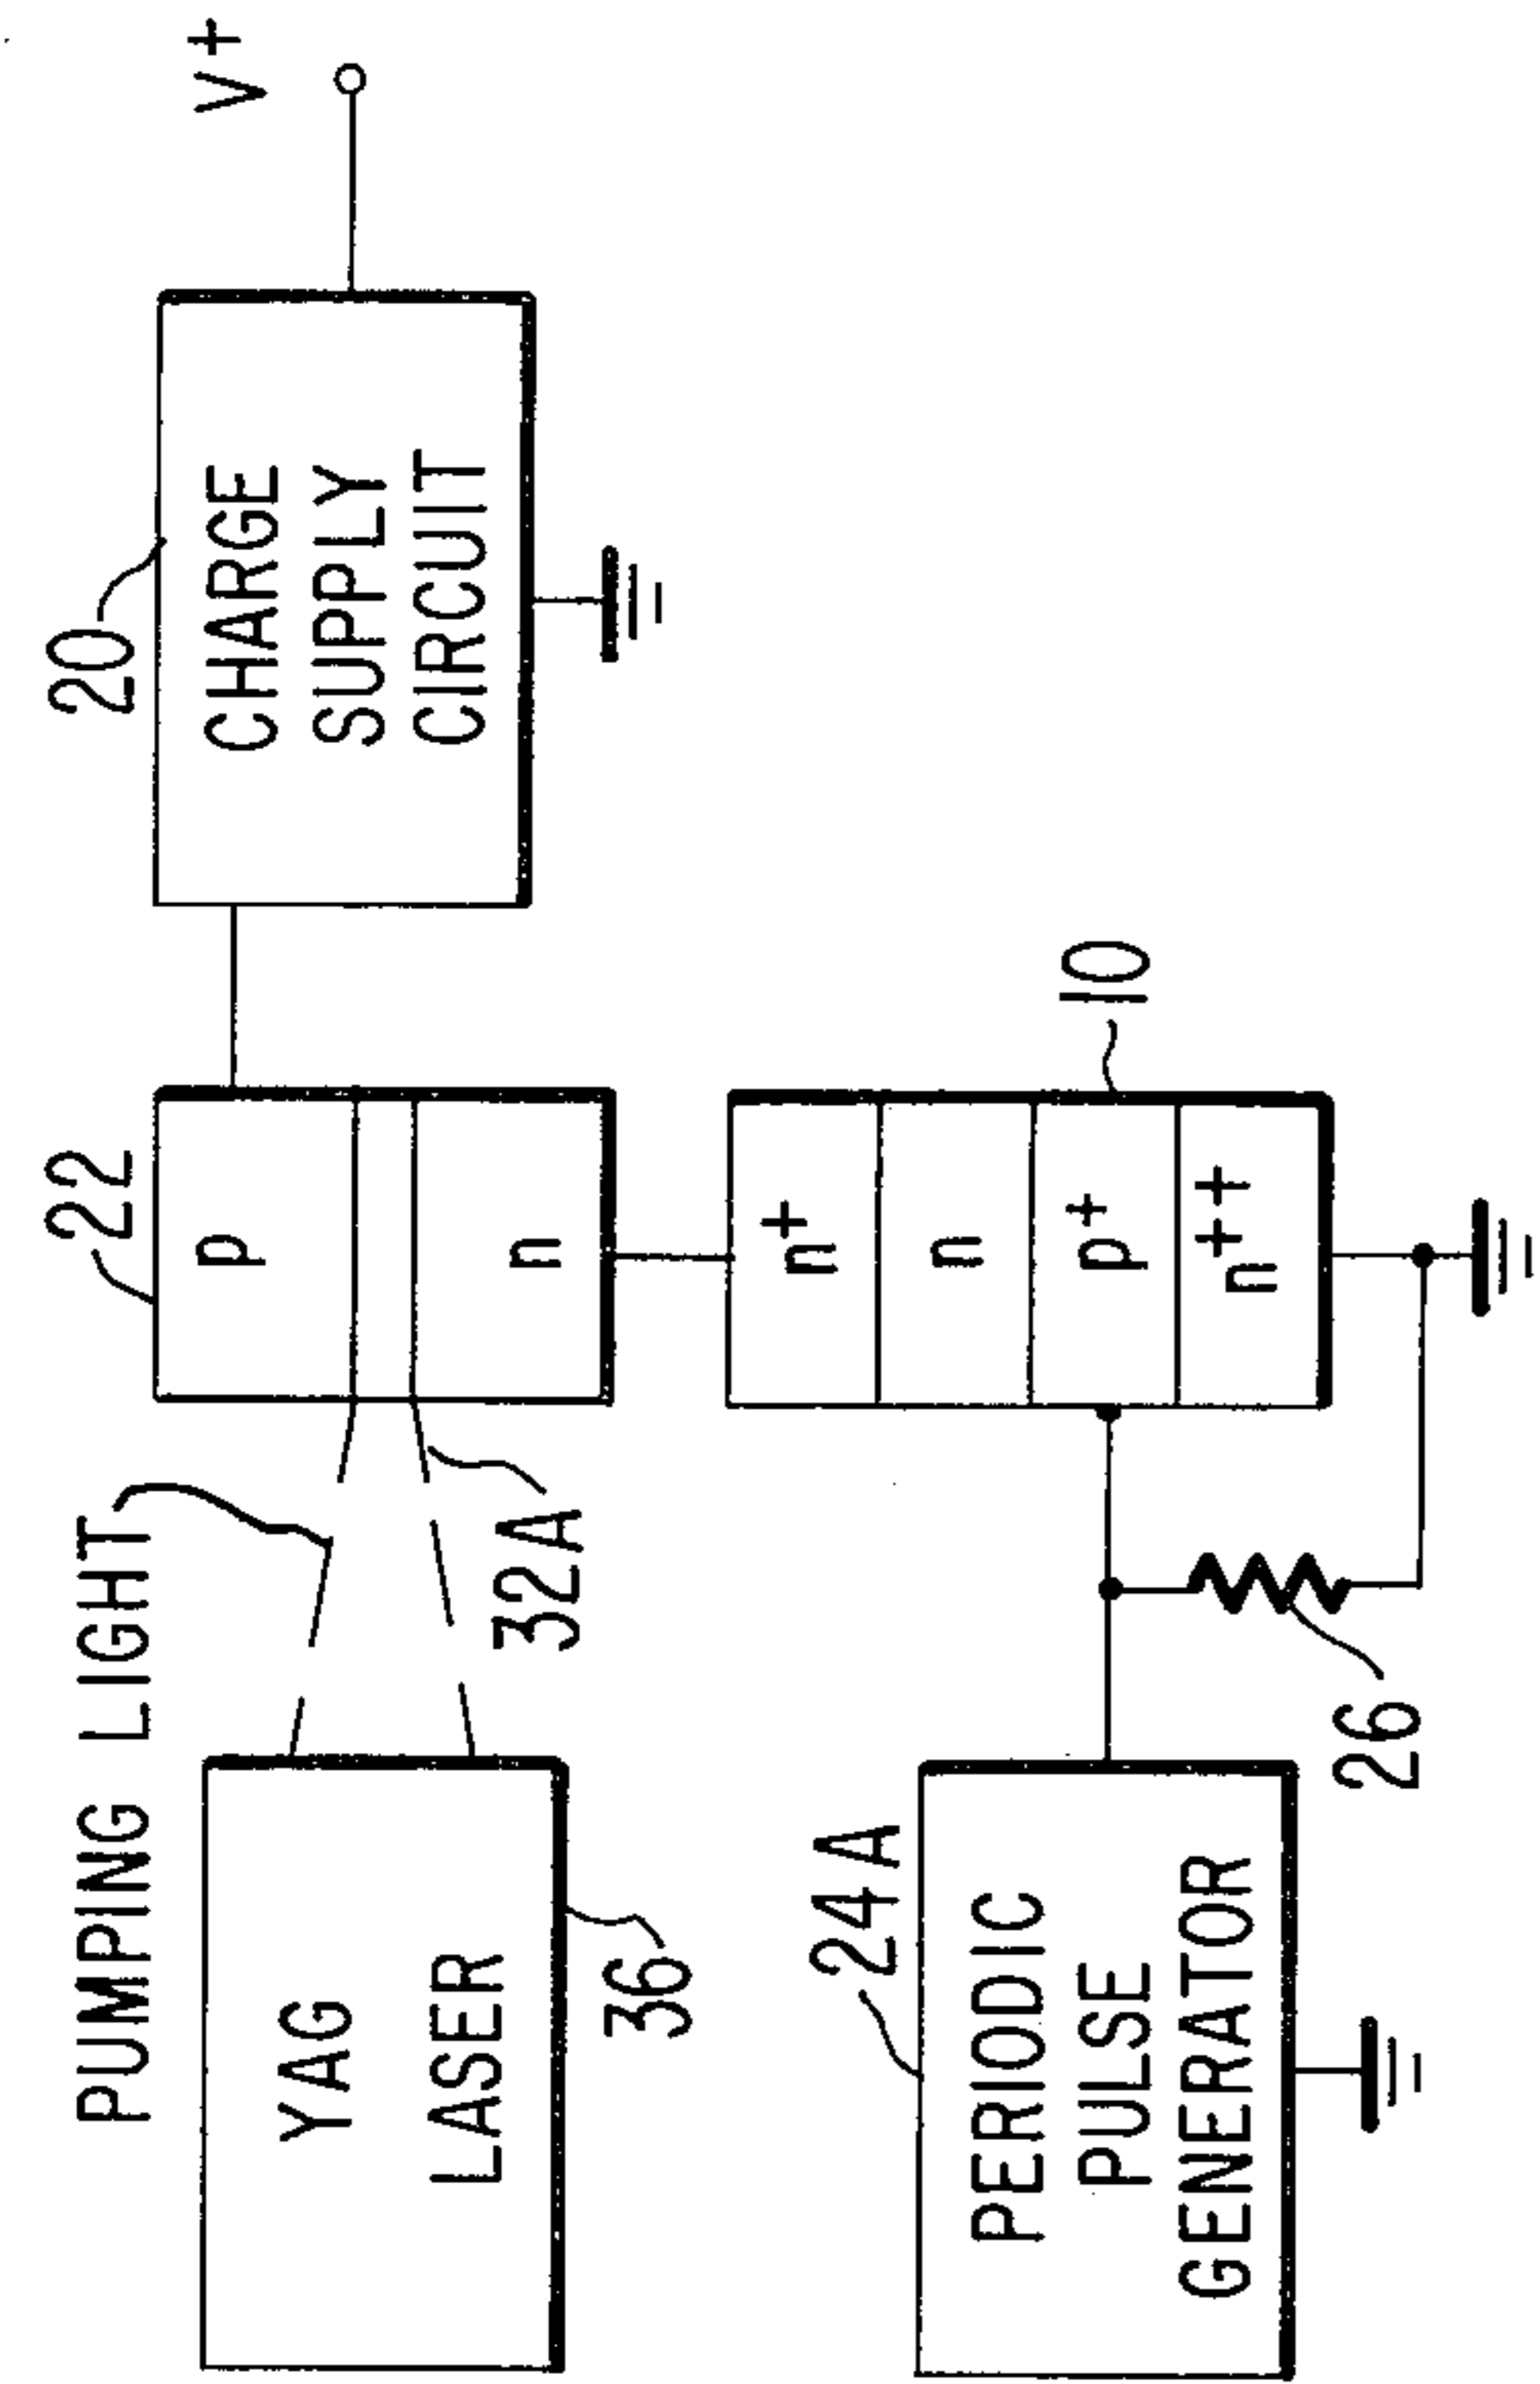 PUMPING LIGHT
22
20
V+
YAG
LASER
36
32A
p
n
CHARGE
SUPPLY
CIRCUIT
24A
PERIODIC
PULSE
GENERATOR
26
n+
n
p+
n++
10